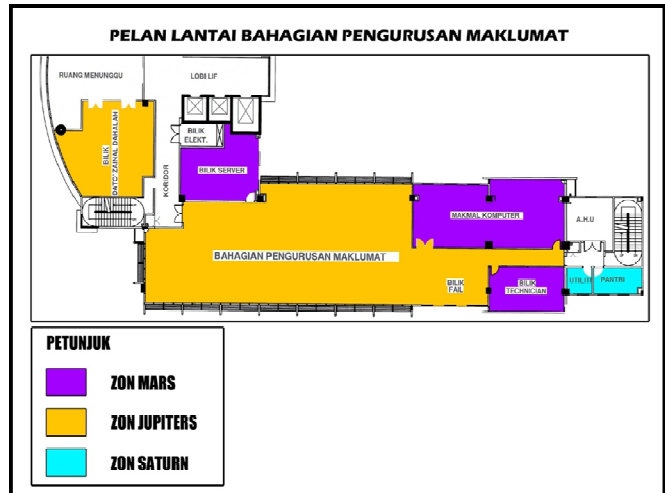 PELAN LANTAI BAHAGIAN PENGURUSAN MAKLUMAT
RUANG MENUNGGU
LOBI LIF
BILIK
ELEKT.
BILIK
DATO' ZAINAL DAHALAH
KORIDOR
BILIK SERVER
MAKMAL KOMPUTER
A.H.U
BAHAGIAN PENGURUSAN MAKLUMAT
BILIK
FAIL
BILIK
TECHNICIAN
UTILITI
PANTRI
PETUNJUK
ZON MARS
ZON JUPITERS
ZON SATURN